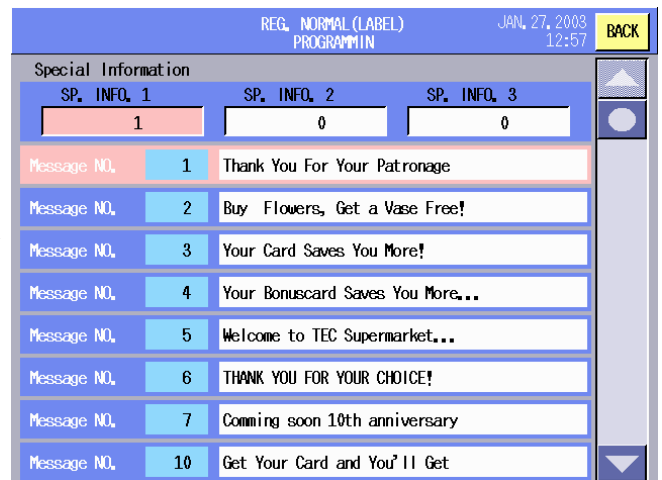 REG. NORMAL(LABEL) JAN. 27. 2003
PROGRAMMIN 12:57
BACK
Special Information
SP. INFO. 1 SP. INFO. 2 SP. INFO. 3
1 0 0
Message NO. 1 Thank You For Your Patronage
Message NO. 2 Buy Flowers, Get a Vase Free!
Message NO. 3 Your Card Saves You More!
Message NO. 4 Your Bonuscard Saves You More...
Message NO. 5 Welcome to TEC Supermarket...
Message NO. 6 THANK YOU FOR YOUR CHOICE!
Message NO. 7 Comming soon 10th anniversary
Message NO. 10 Get Your Card and You'll Get